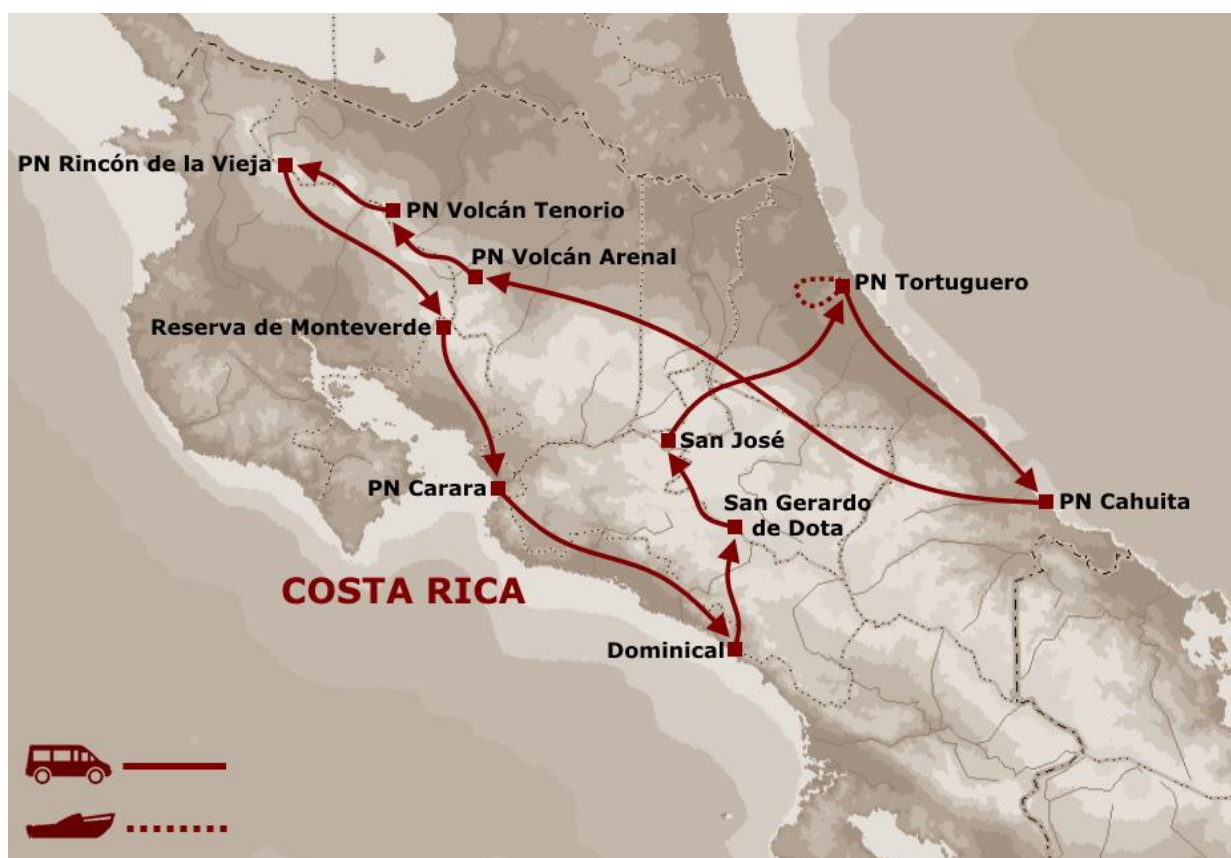 PN Rincón de la Vieja
PN Volcán Tenorio
PN Volcán Arenal
PN Tortuguero
Reserva de Monteverde
San José
PN Carara
San Gerardo
de Dota
PN Cahuita
COSTA RICA
Dominical